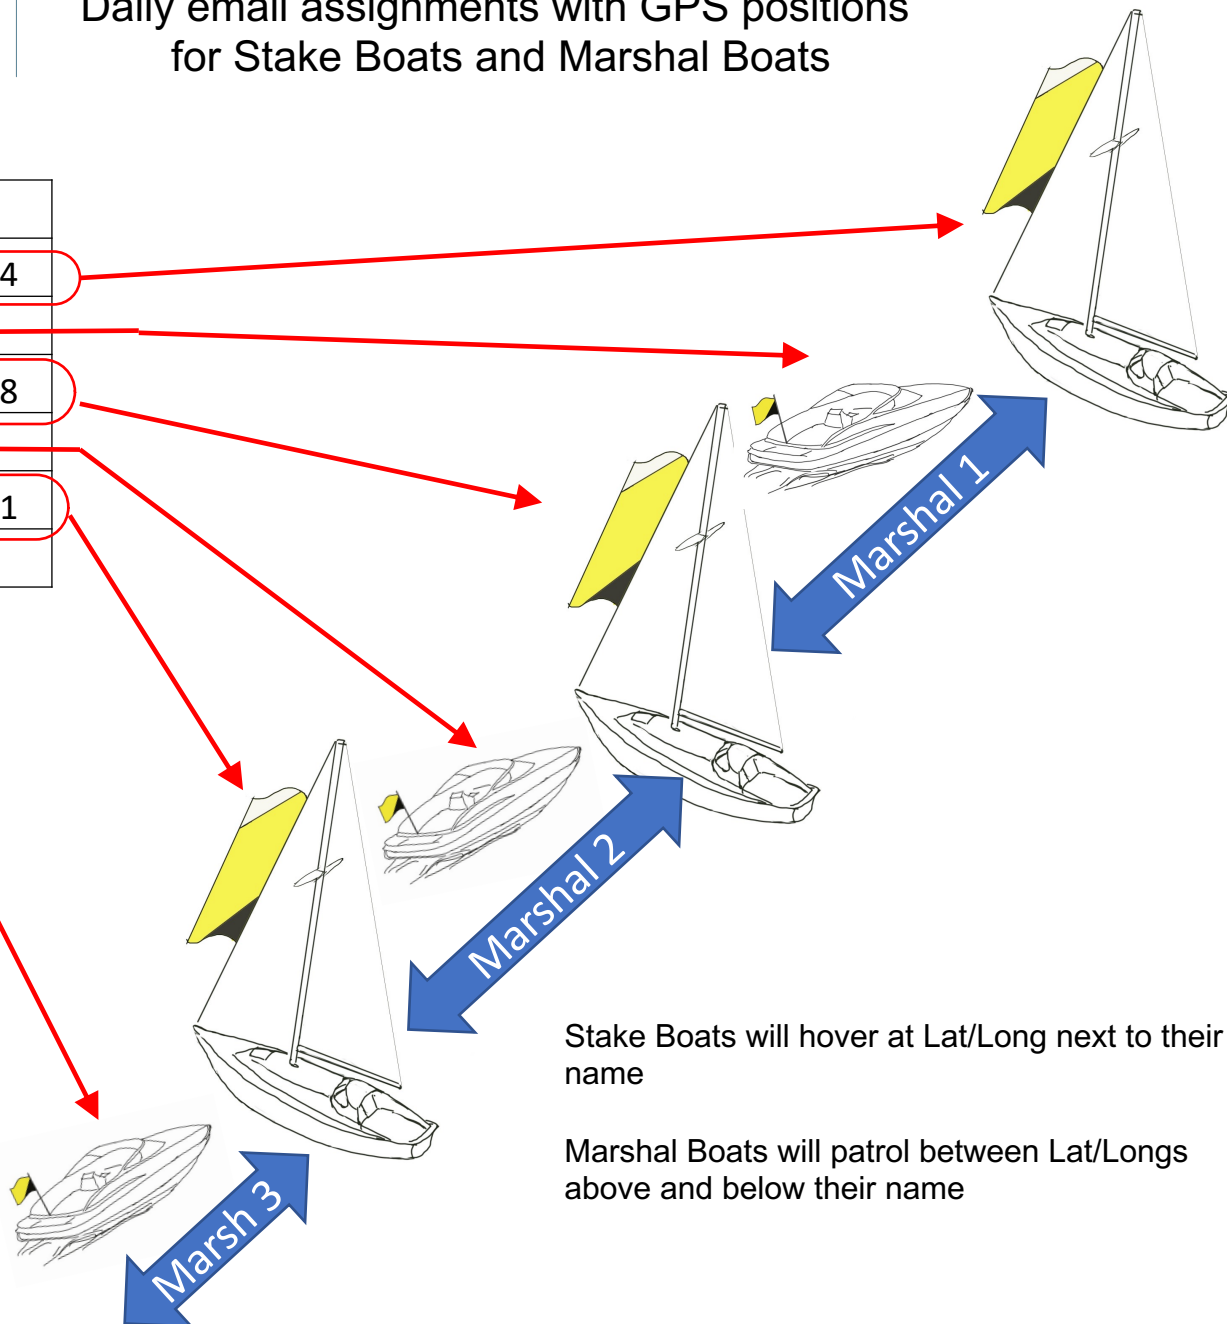 Daily email assignments with GPS positions
for Stake Boats and Marshal Boats
4
8
1
Marshal 1
Marshal 2
Marsh 3
Stake Boats will hover at Lat/Long next to their
name
Marshal Boats will patrol between Lat/Longs
above and below their name